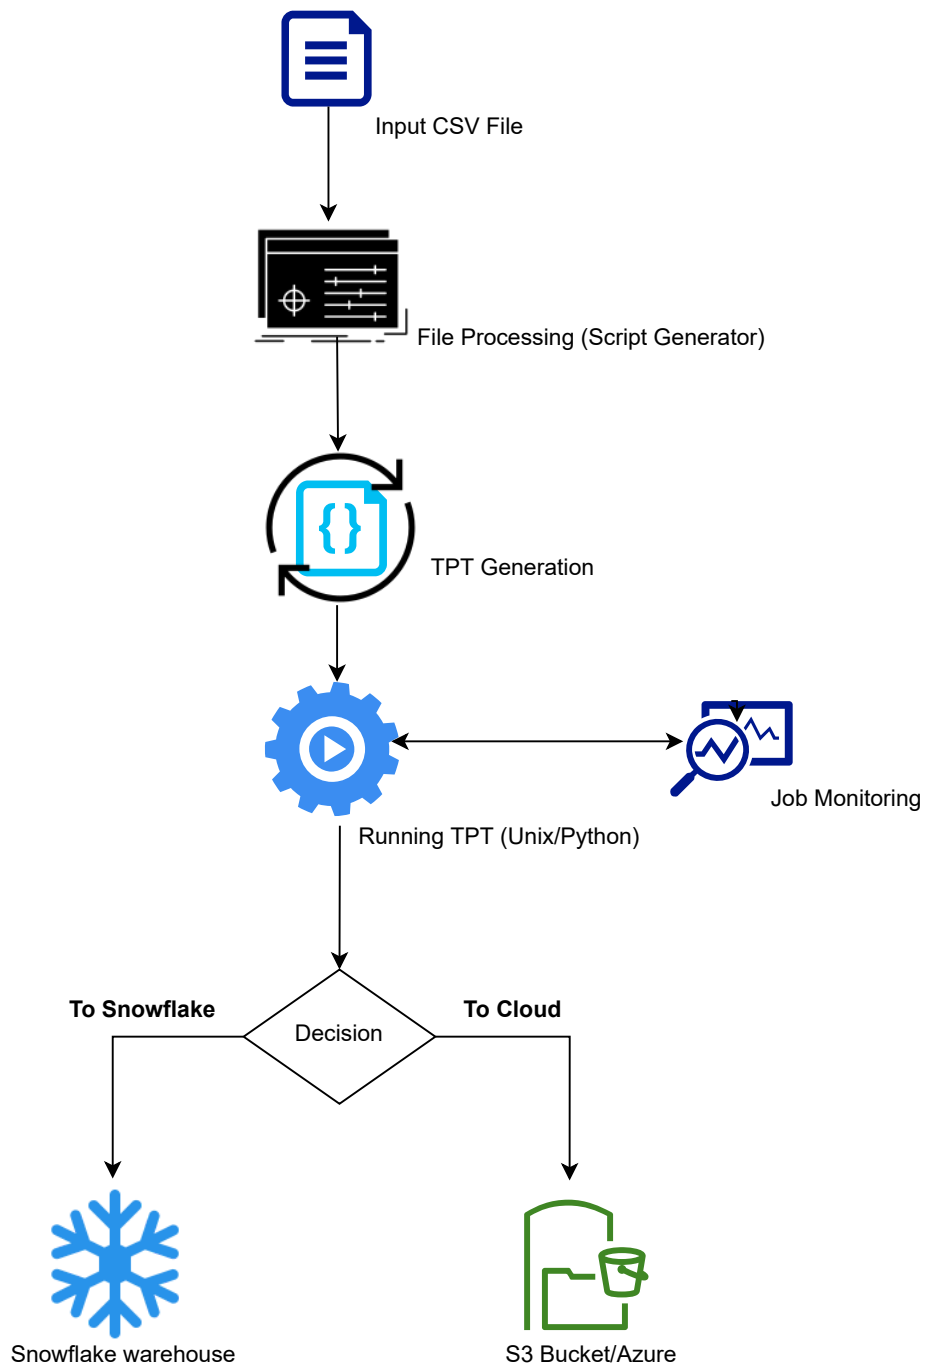 Input CSV File
File Processing (Script Generator)
{}
TPT Generation
Job Monitoring
Running TPT (Unix/Python)
To Snowflake
To Cloud
Decision
Snowflake warehouse
S3 Bucket/Azure